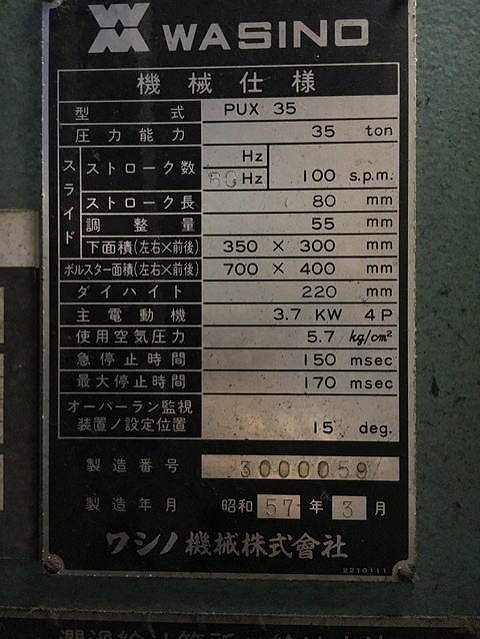 WASINO
機械仕様
型式 PUX 35
圧力能力 35 ton
スライド
ストローク数 Hz
60 Hz 100 s.p.m.
ストローク長 80 mm
調整量 55 mm
下面積(左右×前後) 350 × 300 mm
ボルスター面積(左右×前後) 700 × 400 mm
ダイハイト 220 mm
主電動機 3.7 KW 4P
使用空気圧力 5.7 kg/cm²
急停止時間 150 msec
最大停止時間 170 msec
オーバーラン監視
装置ノ設定位置 15 deg.
製造番号 3000059
製造年月 昭和 57 年 3 月
ワシノ機械株式會社
2210111